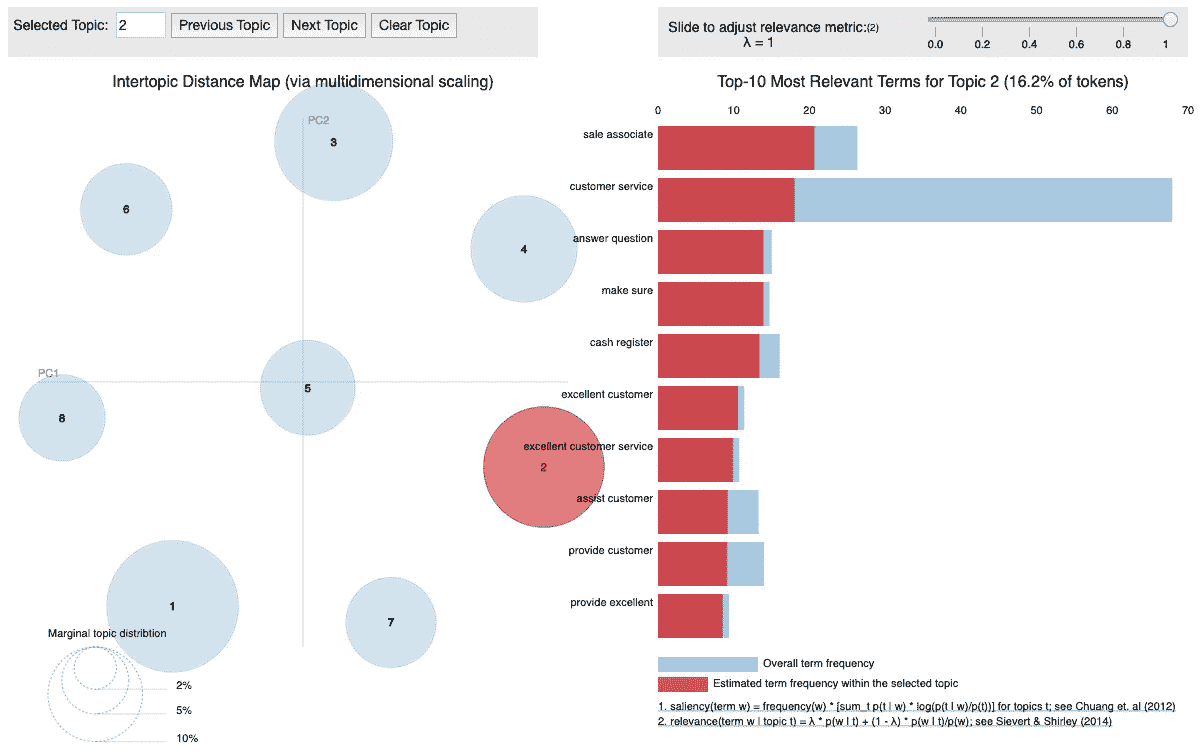 Selected Topic: 2 Previous Topic Next Topic Clear Topic
Slide to adjust relevance metric:(2)
λ = 1
0.0 0.2 0.4 0.6 0.8 1
Intertopic Distance Map (via multidimensional scaling)
PC2
PC1
3
6
4
5
8
2
1
7
Marginal topic distribtion
2%
5%
10%
Top-10 Most Relevant Terms for Topic 2 (16.2% of tokens)
0 10 20 30 40 50 60 70
sale associate
customer service
answer question
make sure
cash register
excellent customer
excellent customer service
assist customer
provide customer
provide excellent
Overall term frequency
Estimated term frequency within the selected topic
1. saliency(term w) = frequency(w) * [sum_t p(t | w) * log(p(t | w)/p(t))] for topics t; see Chuang et. al (2012)
2. relevance(term w | topic t) = λ * p(w | t) + (1 - λ) * p(w | t)/p(w); see Sievert & Shirley (2014)